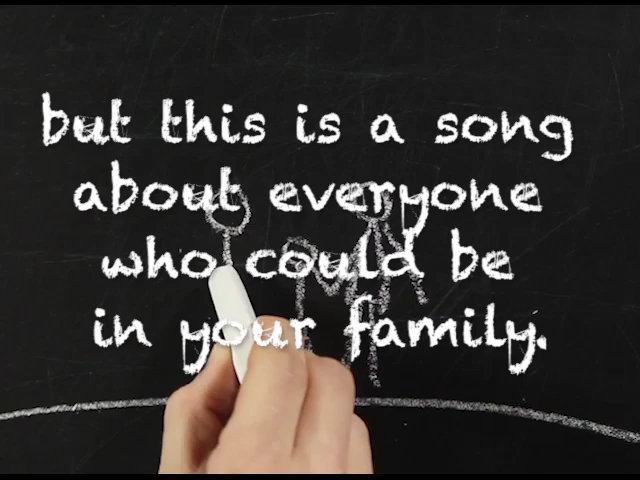 but this is a song
about everyone
who could be
in your family.